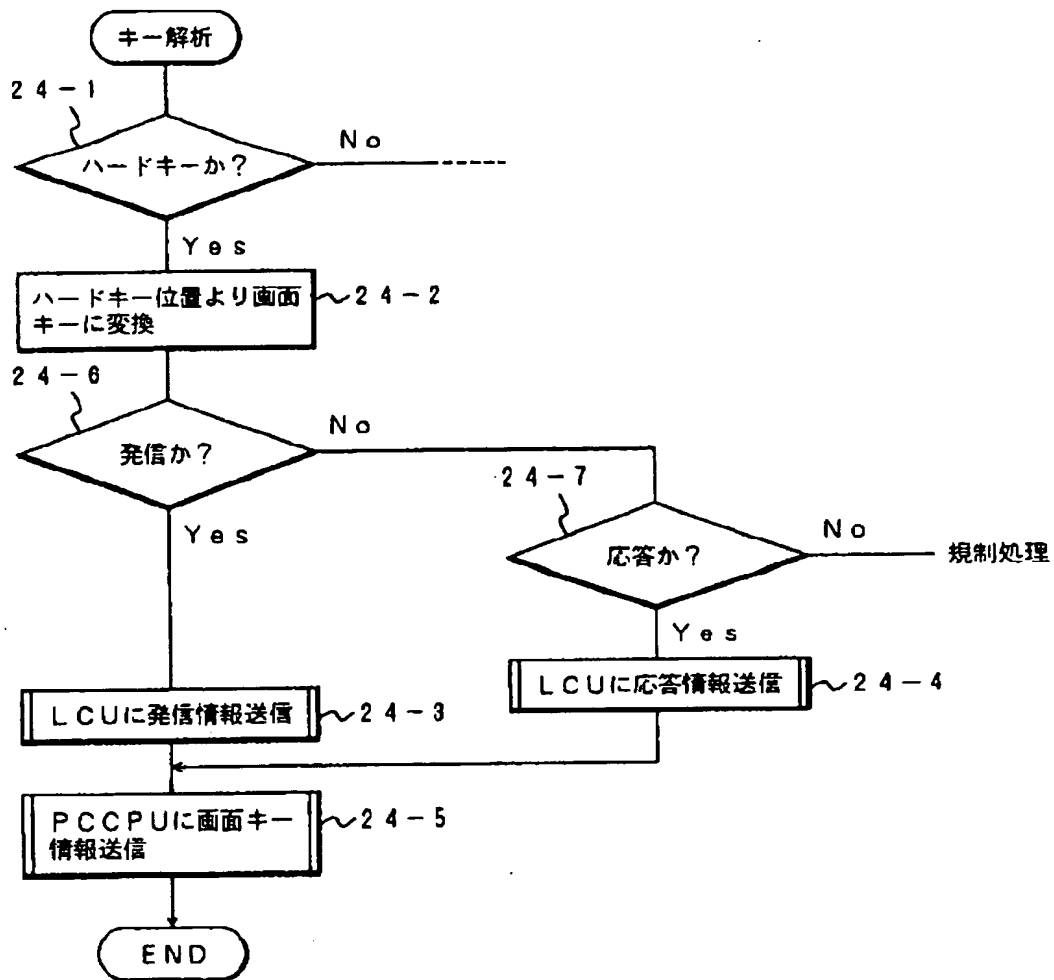 キー解析
24-1
ハードキーか?
No
Yes
ハードキー位置より画面
キーに変換
24-2
24-6
発信か?
No
Yes
24-7
応答か?
No
規制処理
Yes
LCUに応答情報送信
24-4
LCUに発信情報送信
24-3
PCCPUに画面キー
情報送信
24-5
END